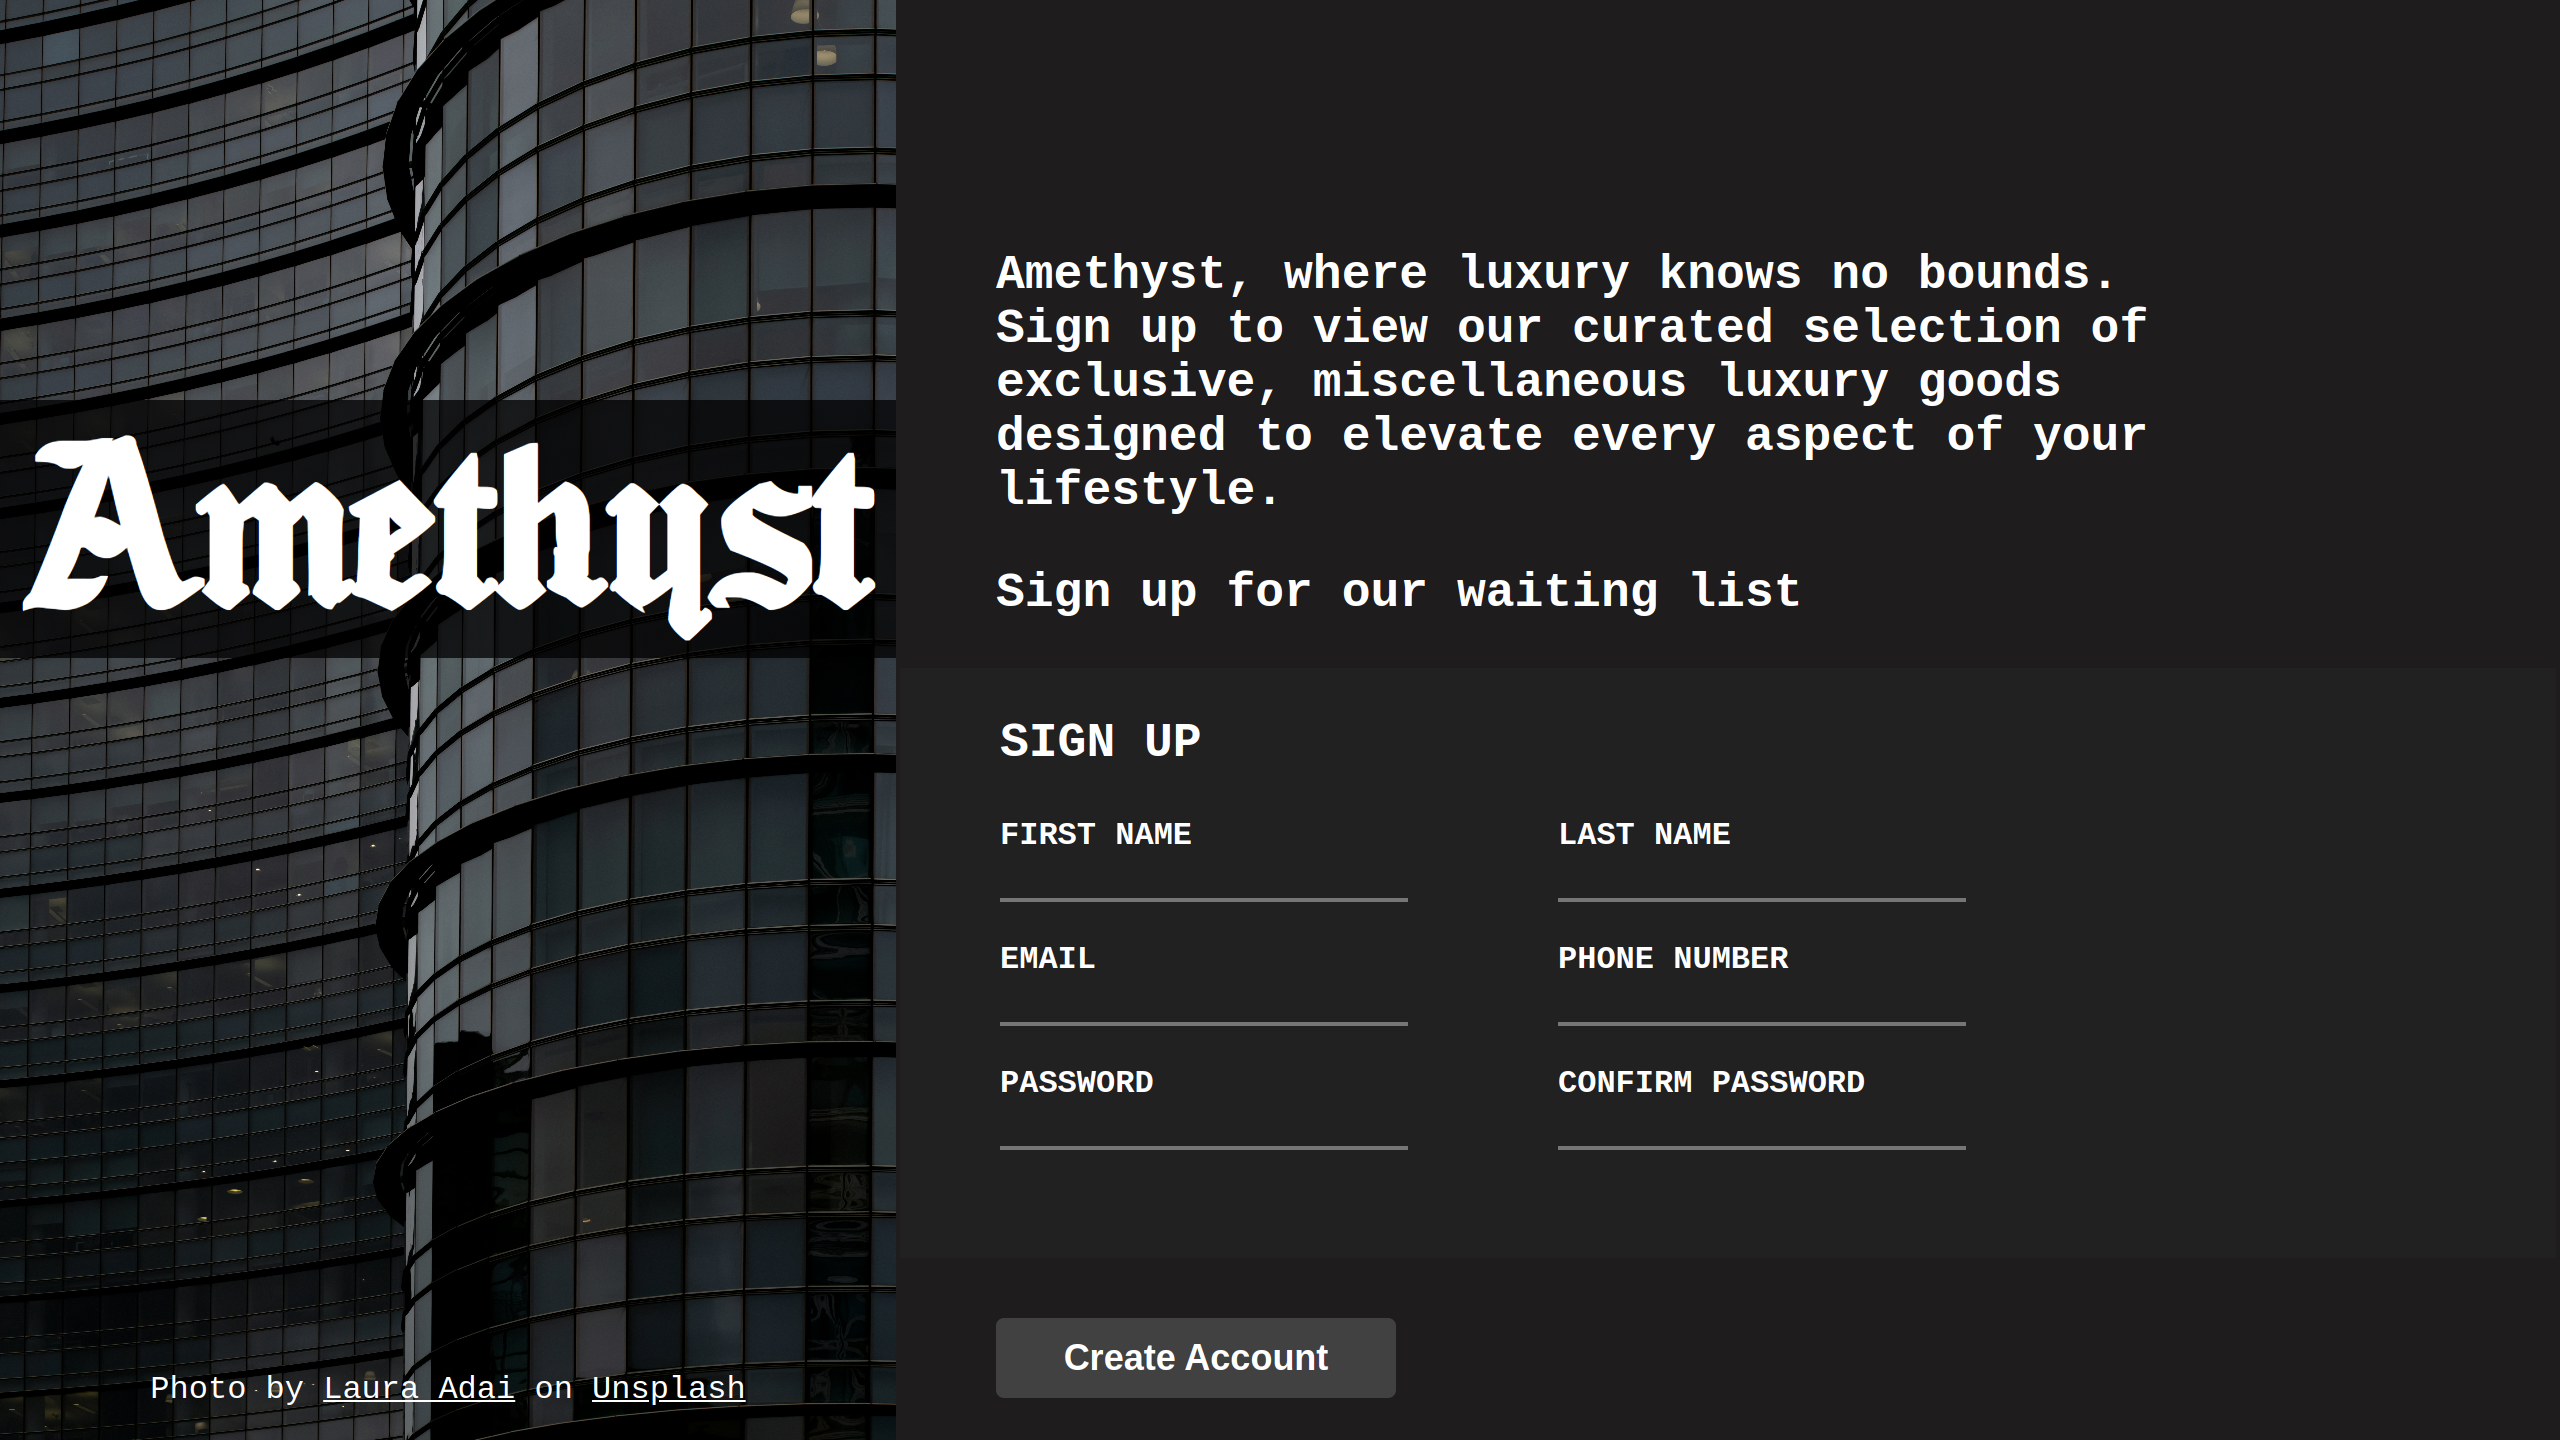 Amethyst
Photo by Laura Adai on Unsplash
Amethyst, where luxury knows no bounds.
Sign up to view our curated selection of
exclusive, miscellaneous luxury goods
designed to elevate every aspect of your
lifestyle.
Sign up for our waiting list
SIGN UP
FIRST NAME
LAST NAME
EMAIL
PHONE NUMBER
PASSWORD
CONFIRM PASSWORD
Create Account